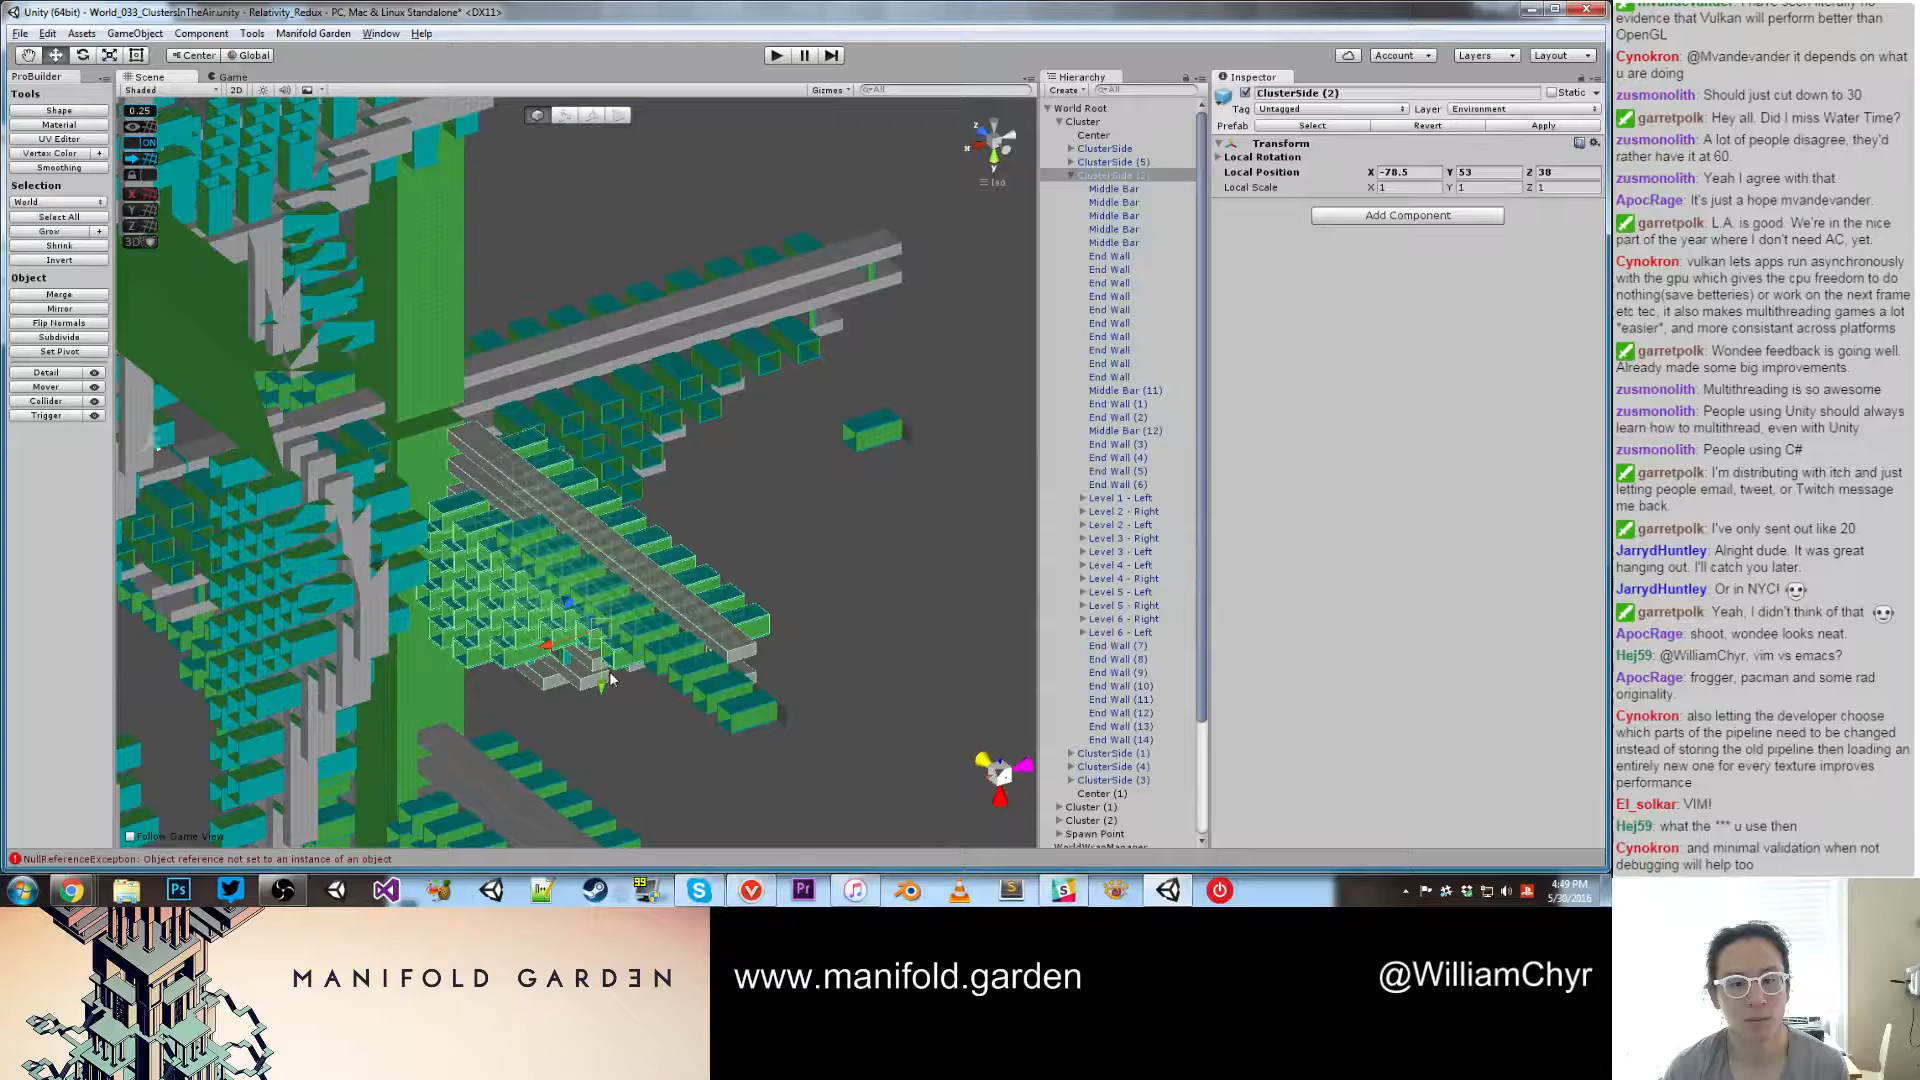 Unity (64bit) - World_033_ClustersInTheAir.unity - Relativity_Redux - PC, Mac & Linux Standalone* <DX11>
File Edit Assets GameObject Component Tools Manifold Garden Window Help
Center Global Account Layers Layout
ProBuilder
Tools
Shape
Material
UV Editor
Vertex Color +
Smoothing
Selection
World
Select All
Grow +
Shrink
Invert
Object
Merge
Mirror
Flip Normals
Subdivide
Set Pivot
Detail
Mover
Collider
Trigger
Scene Game
Shaded 2D Gizmos All
0.25
ON
X
Y
Z
3D
z
x
y
Iso
Follow Game View
Hierarchy
Create All
World Root
Cluster
Center
ClusterSide
ClusterSide (5)
ClusterSide (2)
Middle Bar
Middle Bar
Middle Bar
Middle Bar
Middle Bar
End Wall
End Wall
End Wall
End Wall
End Wall
End Wall
End Wall
End Wall
End Wall
End Wall
Middle Bar (11)
End Wall (1)
End Wall (2)
Middle Bar (12)
End Wall (3)
End Wall (4)
End Wall (5)
End Wall (6)
Level 1 - Left
Level 2 - Right
Level 2 - Left
Level 3 - Right
Level 3 - Left
Level 4 - Left
Level 4 - Right
Level 5 - Left
Level 5 - Right
Level 6 - Right
Level 6 - Left
End Wall (7)
End Wall (8)
End Wall (9)
End Wall (10)
End Wall (11)
End Wall (12)
End Wall (13)
End Wall (14)
ClusterSide (1)
ClusterSide (4)
ClusterSide (3)
Center (1)
Cluster (1)
Cluster (2)
Spawn Point
WorldWrapManager
Inspector
ClusterSide (2) Static
Tag Untagged Layer Environment
Prefab Select Revert Apply
Transform
Local Rotation
Local Position X -78.5 Y 53 Z 38
Local Scale X 1 Y 1 Z 1
Add Component
NullReferenceException: Object reference not set to an instance of an object
Ps 99 Pr S
4:49 PM
5/30/2016
evidence that Vulkan will perform better than
OpenGL
Cynokron: @Mvandevander it depends on what
u are doing
zusmonolith: Should just cut down to 30
garretpolk: Hey all. Did I miss Water Time?
zusmonolith: A lot of people disagree, they'd
rather have it at 60.
zusmonolith: Yeah I agree with that
ApocRage: It's just a hope mvandevander.
garretpolk: L.A. is good. We're in the nice
part of the year where I don't need AC, yet.
Cynokron: vulkan lets apps run asynchronously
with the gpu which gives the cpu freedom to do
nothing(save betteries) or work on the next frame
etc tec, it also makes multithreading games a lot
"easier", and more consistant across platforms
garretpolk: Wondee feedback is going well.
Already made some big improvements.
zusmonolith: Multithreading is so awesome
zusmonolith: People using Unity should always
learn how to multithread, even with Unity
zusmonolith: People using C#
garretpolk: I'm distributing with itch and just
letting people email, tweet, or Twitch message
me back.
garretpolk: I've only sent out like 20
JarrydHuntley: Alright dude. It was great
hanging out. I'll catch you later.
JarrydHuntley: Or in NYC!
garretpolk: Yeah, I didn't think of that
ApocRage: shoot, wondee looks neat.
Hej59: @WilliamChyr, vim vs emacs?
ApocRage: frogger, pacman and some rad
originality.
Cynokron: also letting the developer choose
which parts of the pipeline need to be changed
instead of storing the old pipeline then loading an
entirely new one for every texture improves
performance
El_solkar: VIM!
Hej59: what the *** u use then
Cynokron: and minimal validation when not
debugging will help too
MANIFOLD GARDEN
www.manifold.garden
@WilliamChyr